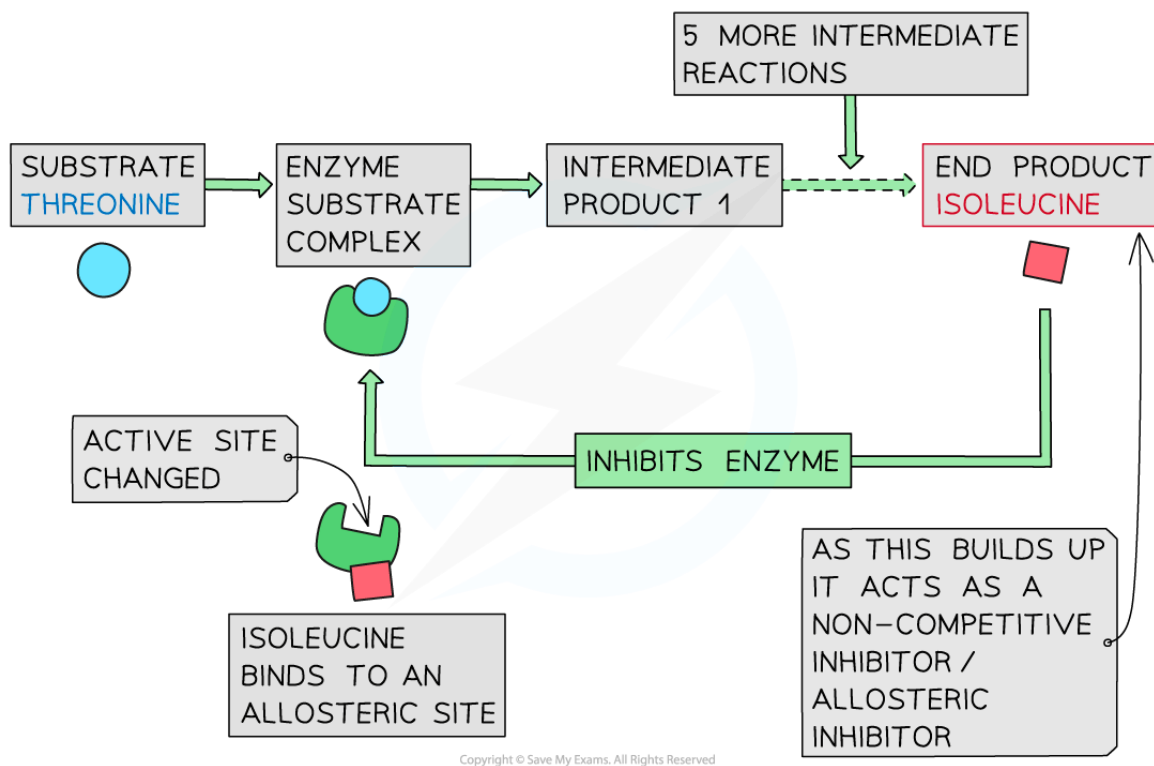 5 MORE INTERMEDIATE
REACTIONS
SUBSTRATE
THREONINE
ENZYME
SUBSTRATE
COMPLEX
INTERMEDIATE
PRODUCT 1
END PRODUCT
ISOLEUCINE
ACTIVE SITE
CHANGED
INHIBITS ENZYME
ISOLEUCINE
BINDS TO AN
ALLOSTERIC SITE
AS THIS BUILDS UP
IT ACTS AS A
NON-COMPETITIVE
INHIBITOR /
ALLOSTERIC
INHIBITOR
Copyright © Save My Exams. All Rights Reserved